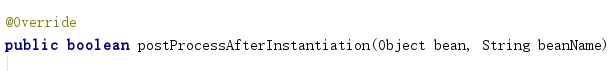 @Override
public boolean postProcessAfterInstantiation(Object bean, String beanName)